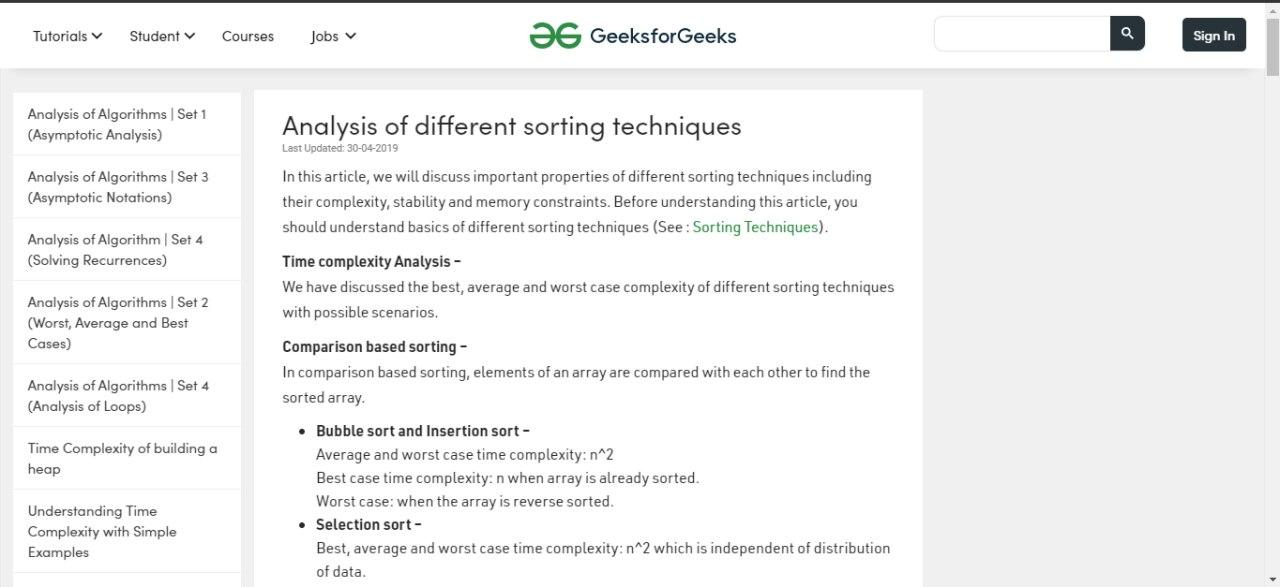 Tutorials Student Courses Jobs GeeksforGeeks Sign In
Analysis of Algorithms | Set 1
(Asymptotic Analysis)
Analysis of Algorithms | Set 3
(Asymptotic Notations)
Analysis of Algorithm | Set 4
(Solving Recurrences)
Analysis of Algorithms | Set 2
(Worst, Average and Best
Cases)
Analysis of Algorithms | Set 4
(Analysis of Loops)
Time Complexity of building a
heap
Understanding Time
Complexity with Simple
Examples
Analysis of different sorting techniques
Last Updated: 30-04-2019
In this article, we will discuss important properties of different sorting techniques including
their complexity, stability and memory constraints. Before understanding this article, you
should understand basics of different sorting techniques (See : Sorting Techniques).
Time complexity Analysis –
We have discussed the best, average and worst case complexity of different sorting techniques
with possible scenarios.
Comparison based sorting –
In comparison based sorting, elements of an array are compared with each other to find the
sorted array.
• Bubble sort and Insertion sort –
Average and worst case time complexity: n^2
Best case time complexity: n when array is already sorted.
Worst case: when the array is reverse sorted.
• Selection sort –
Best, average and worst case time complexity: n^2 which is independent of distribution
of data.